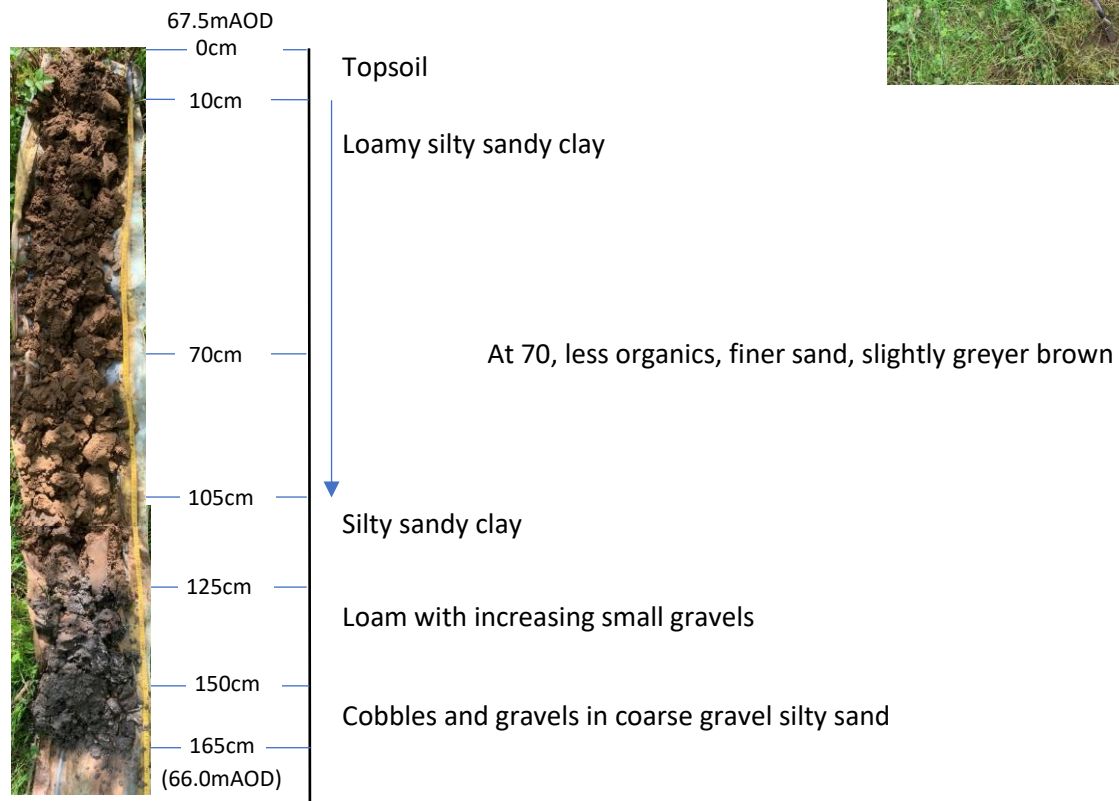 67.5mAOD
0cm
Topsoil
10cm
Loamy silty sandy clay
70cm
At 70, less organics, finer sand, slightly greyer brown
105cm
Silty sandy clay
125cm
Loam with increasing small gravels
150cm
Cobbles and gravels in coarse gravel silty sand
165cm
(66.0mAOD)